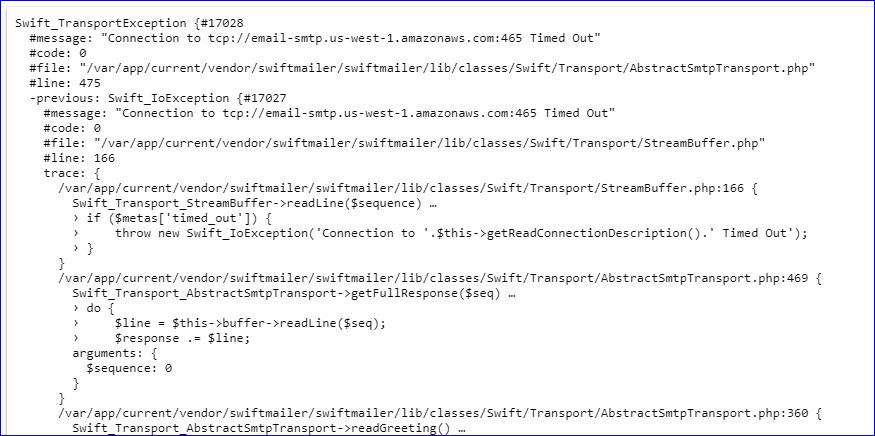 Swift_TransportException {#17028
#message: "Connection to tcp://email-smtp.us-west-1.amazonaws.com:465 Timed Out"
#code: 0
#file: "/var/app/current/vendor/swiftmailer/swiftmailer/lib/classes/Swift/Transport/AbstractSmtpTransport.php"
#line: 475
-previous: Swift_IoException {#17027
#message: "Connection to tcp://email-smtp.us-west-1.amazonaws.com:465 Timed Out"
#code: 0
#file: "/var/app/current/vendor/swiftmailer/swiftmailer/lib/classes/Swift/Transport/StreamBuffer.php"
#line: 166
trace: {
/var/app/current/vendor/swiftmailer/swiftmailer/lib/classes/Swift/Transport/StreamBuffer.php:166 {
Swift_Transport_StreamBuffer->readLine($sequence) …
› if ($metas['timed_out']) {
›     throw new Swift_IoException('Connection to '.$this->getReadConnectionDescription().' Timed Out');
› }
}
/var/app/current/vendor/swiftmailer/swiftmailer/lib/classes/Swift/Transport/AbstractSmtpTransport.php:469 {
Swift_Transport_AbstractSmtpTransport->getFullResponse($seq) …
› do {
›     $line = $this->buffer->readLine($seq);
›     $response .= $line;
arguments: {
$sequence: 0
}
}
/var/app/current/vendor/swiftmailer/swiftmailer/lib/classes/Swift/Transport/AbstractSmtpTransport.php:360 {
Swift_Transport_AbstractSmtpTransport->readGreeting() …